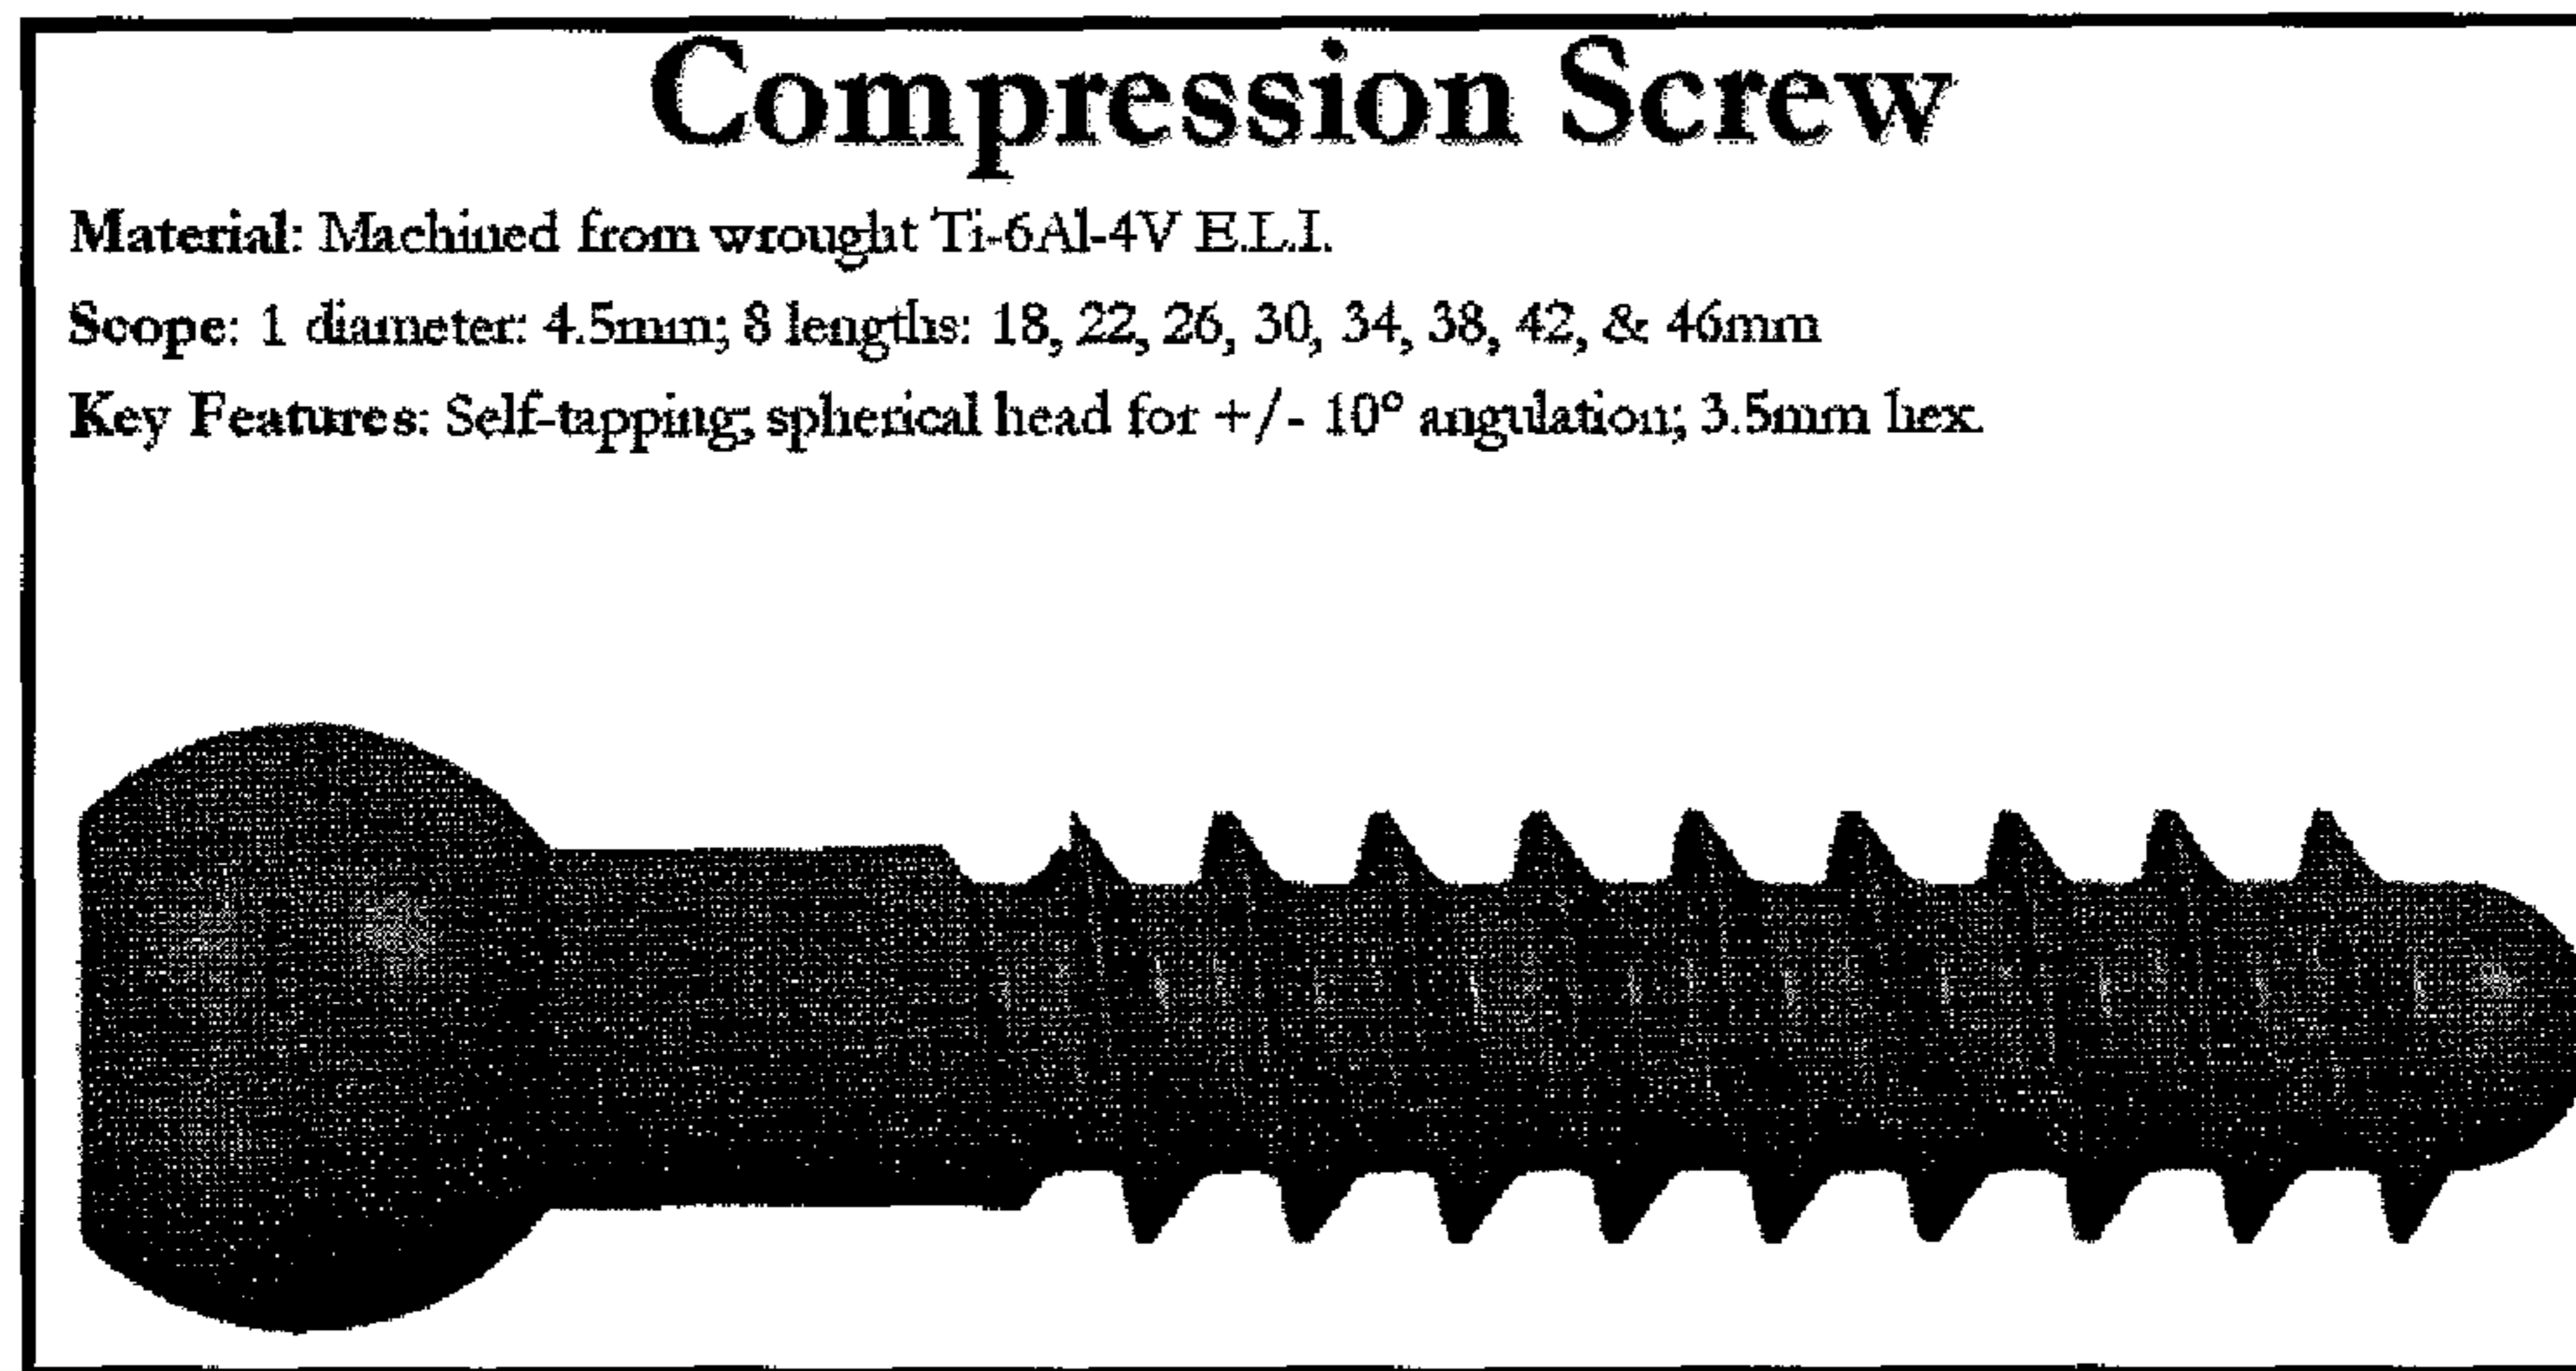 Compression Screw
Material: Machined from wrought Ti-6Al-4V E.L.I.
Scope: 1 diameter: 4.5mm; 8 lengths: 18, 22, 26, 30, 34, 38, 42, & 46mm
Key Features: Self-tapping; spherical head for +/- 10° angulation; 3.5mm hex.